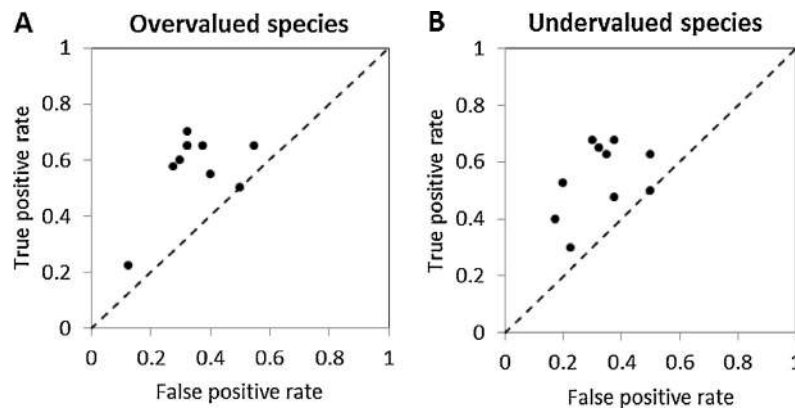 A Overvalued species
1
0.8
0.6
0.4
0.2
0
True positive rate
0 0.2 0.4 0.6 0.8 1
False positive rate
B Undervalued species
1
0.8
0.6
0.4
0.2
0
True positive rate
0 0.2 0.4 0.6 0.8 1
False positive rate